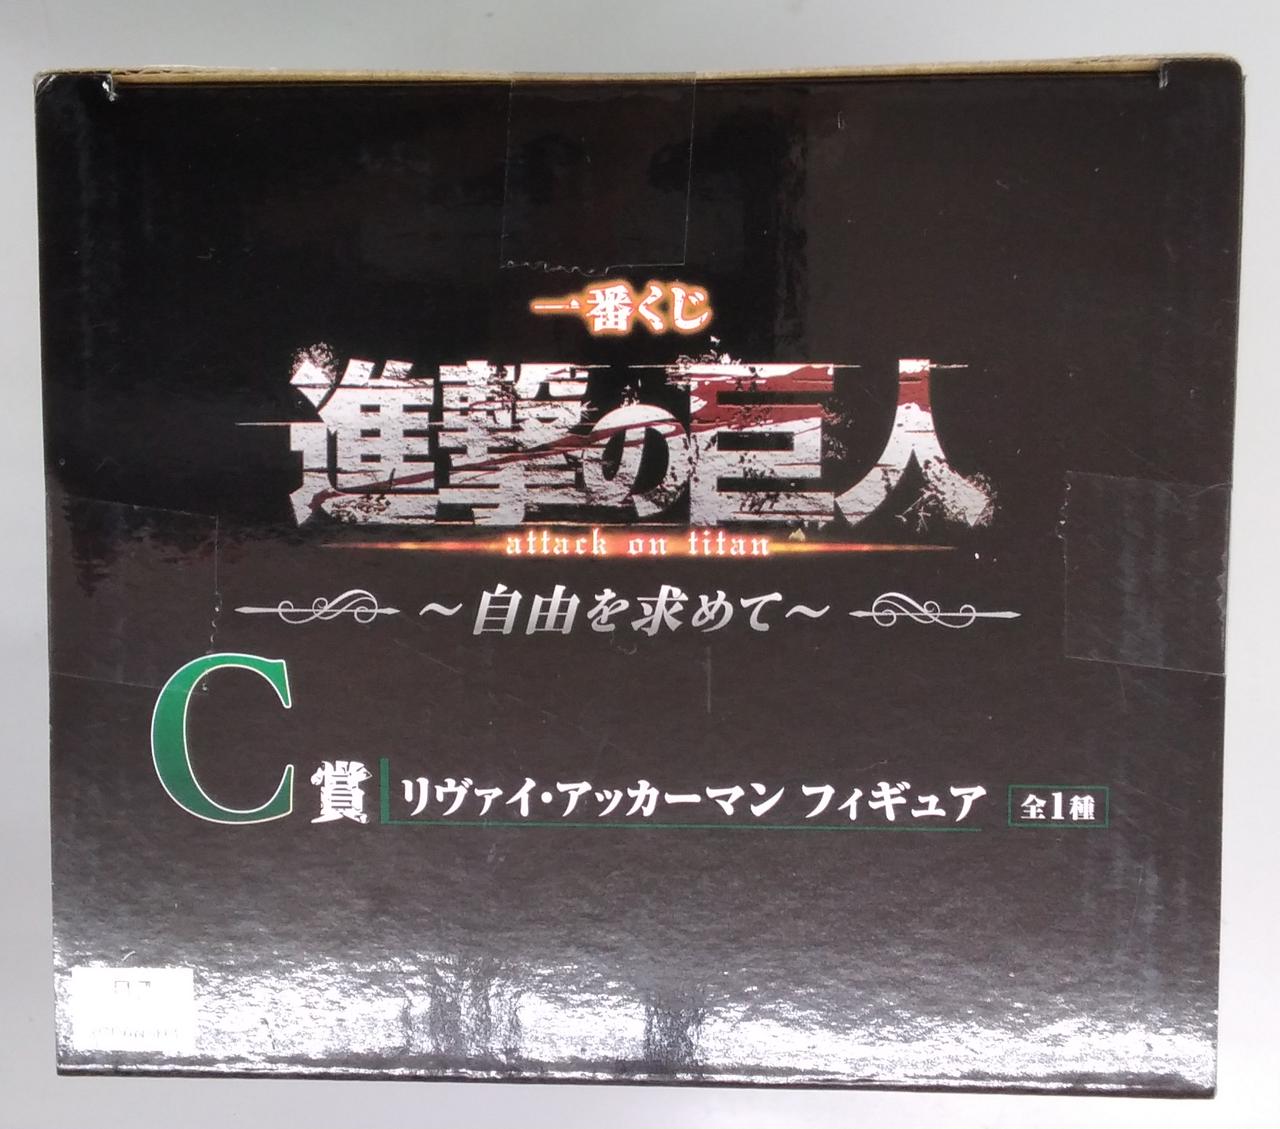 一番くじ
進撃の巨人
attack on titan
～自由を求めて～
C賞 リヴァイ・アッカーマン フィギュア 全1種